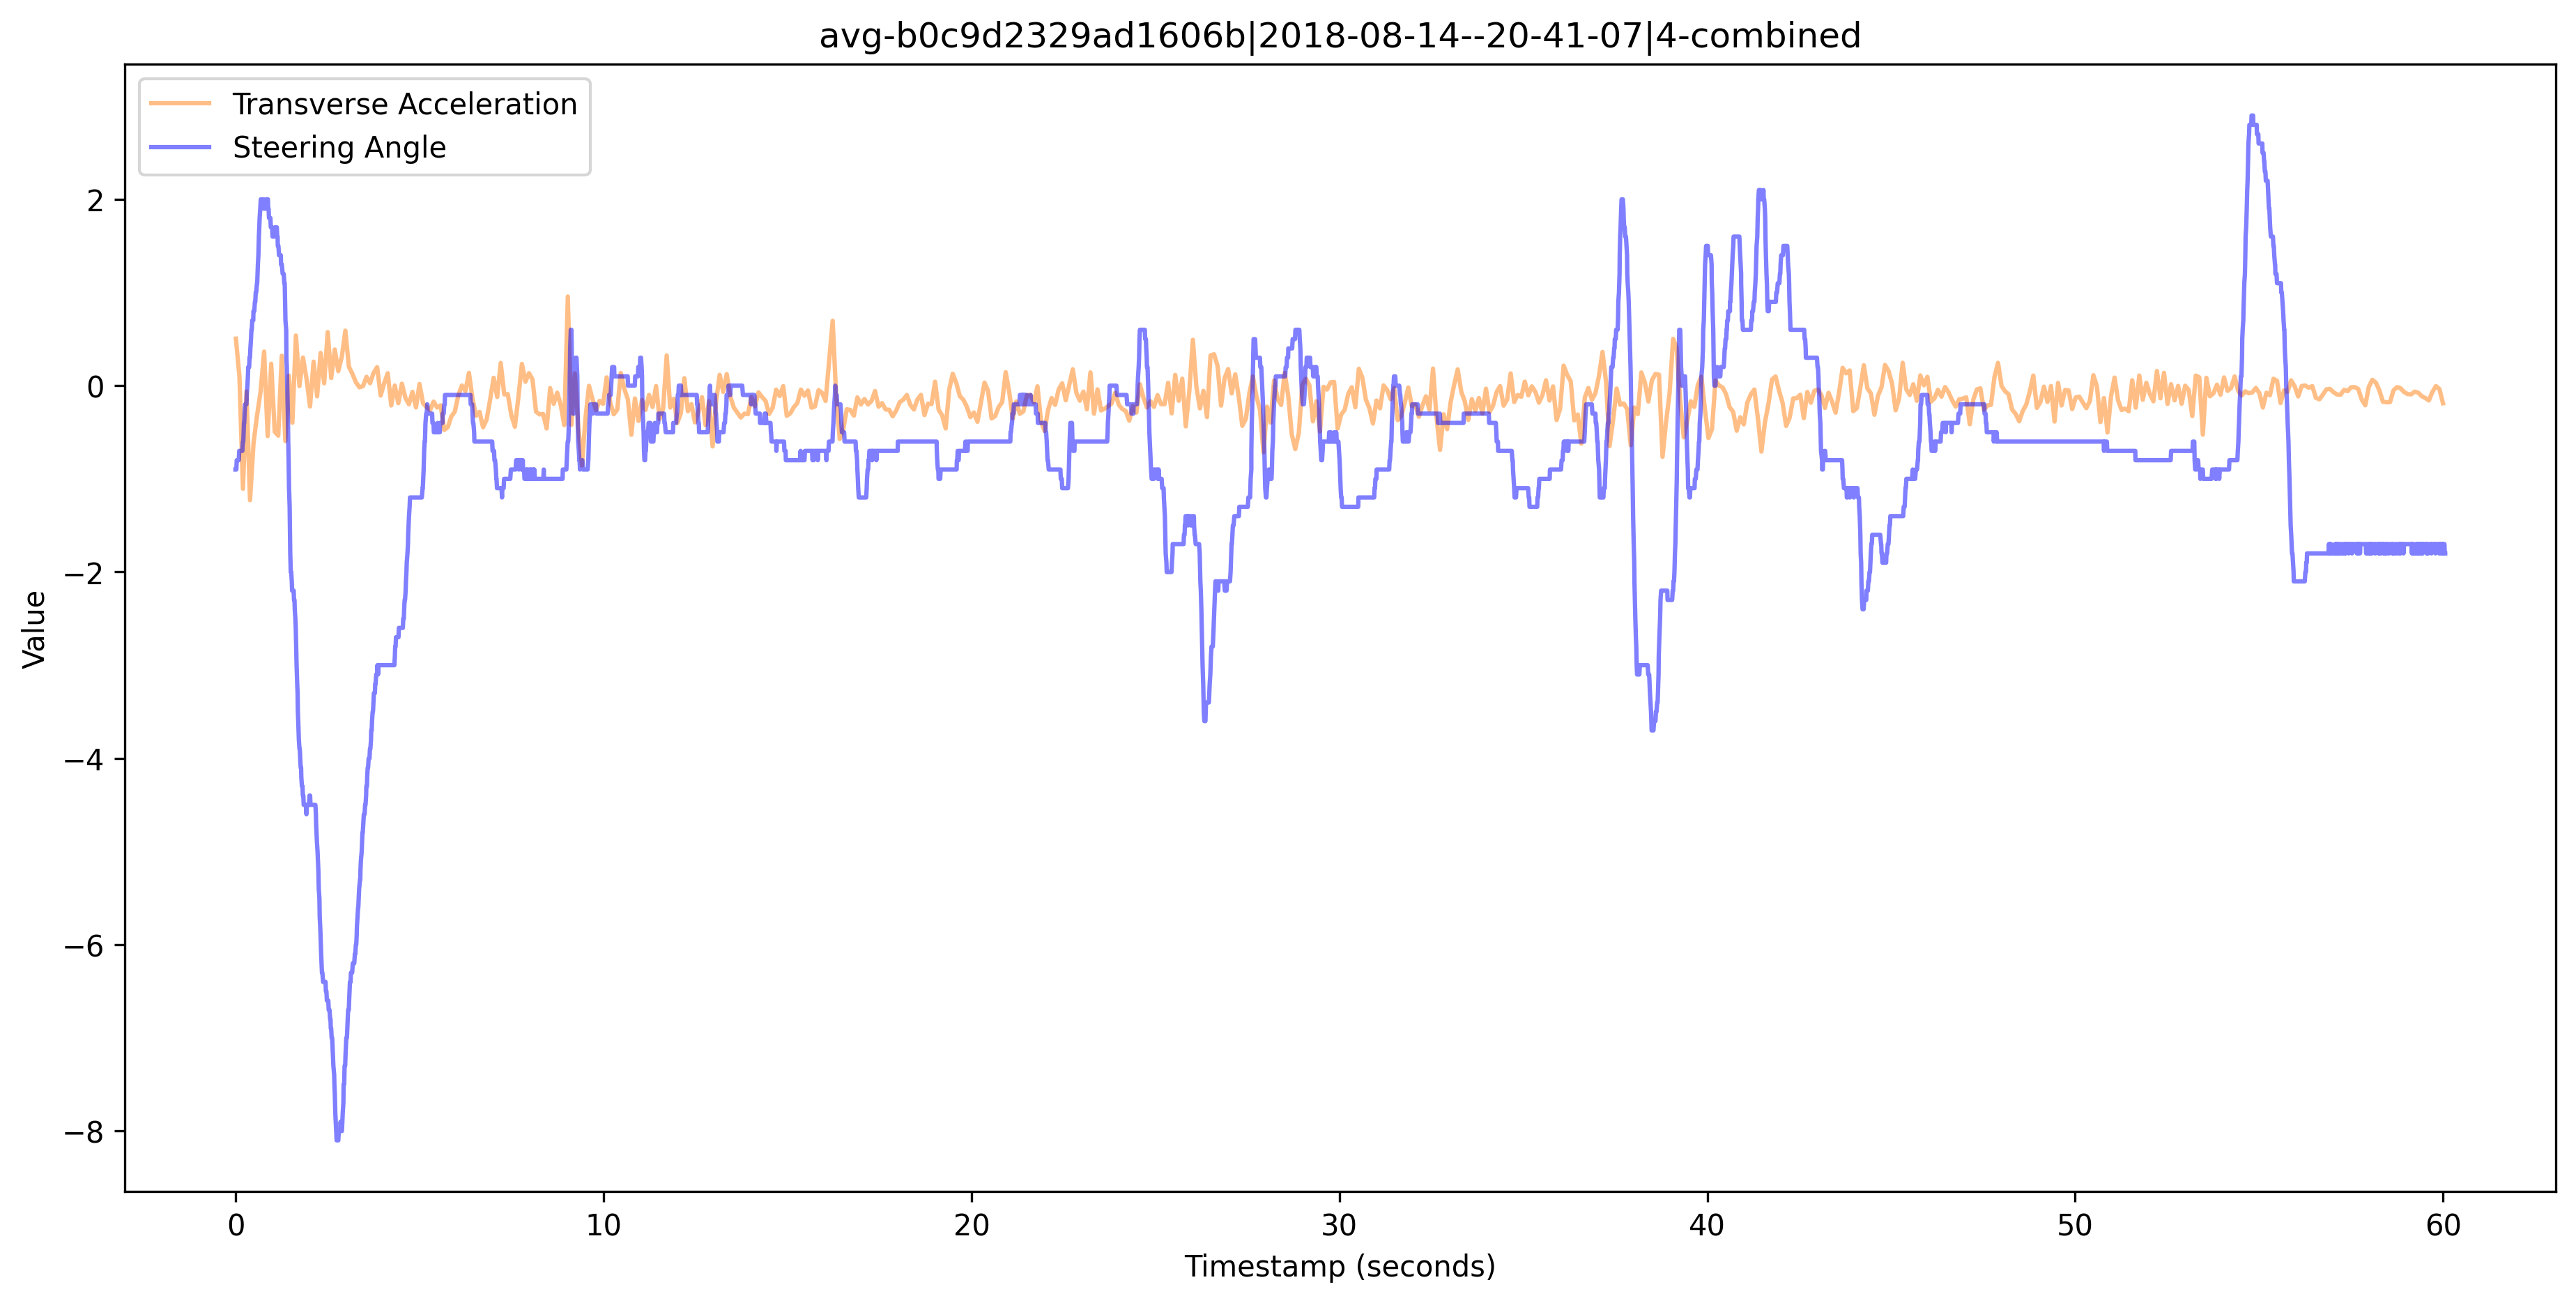 avg-b0c9d2329ad1606b|2018-08-14--20-41-07|4-combined
Transverse Acceleration
Steering Angle
Value
2
0
−2
−4
−6
−8
0 10 20 30 40 50 60
Timestamp (seconds)